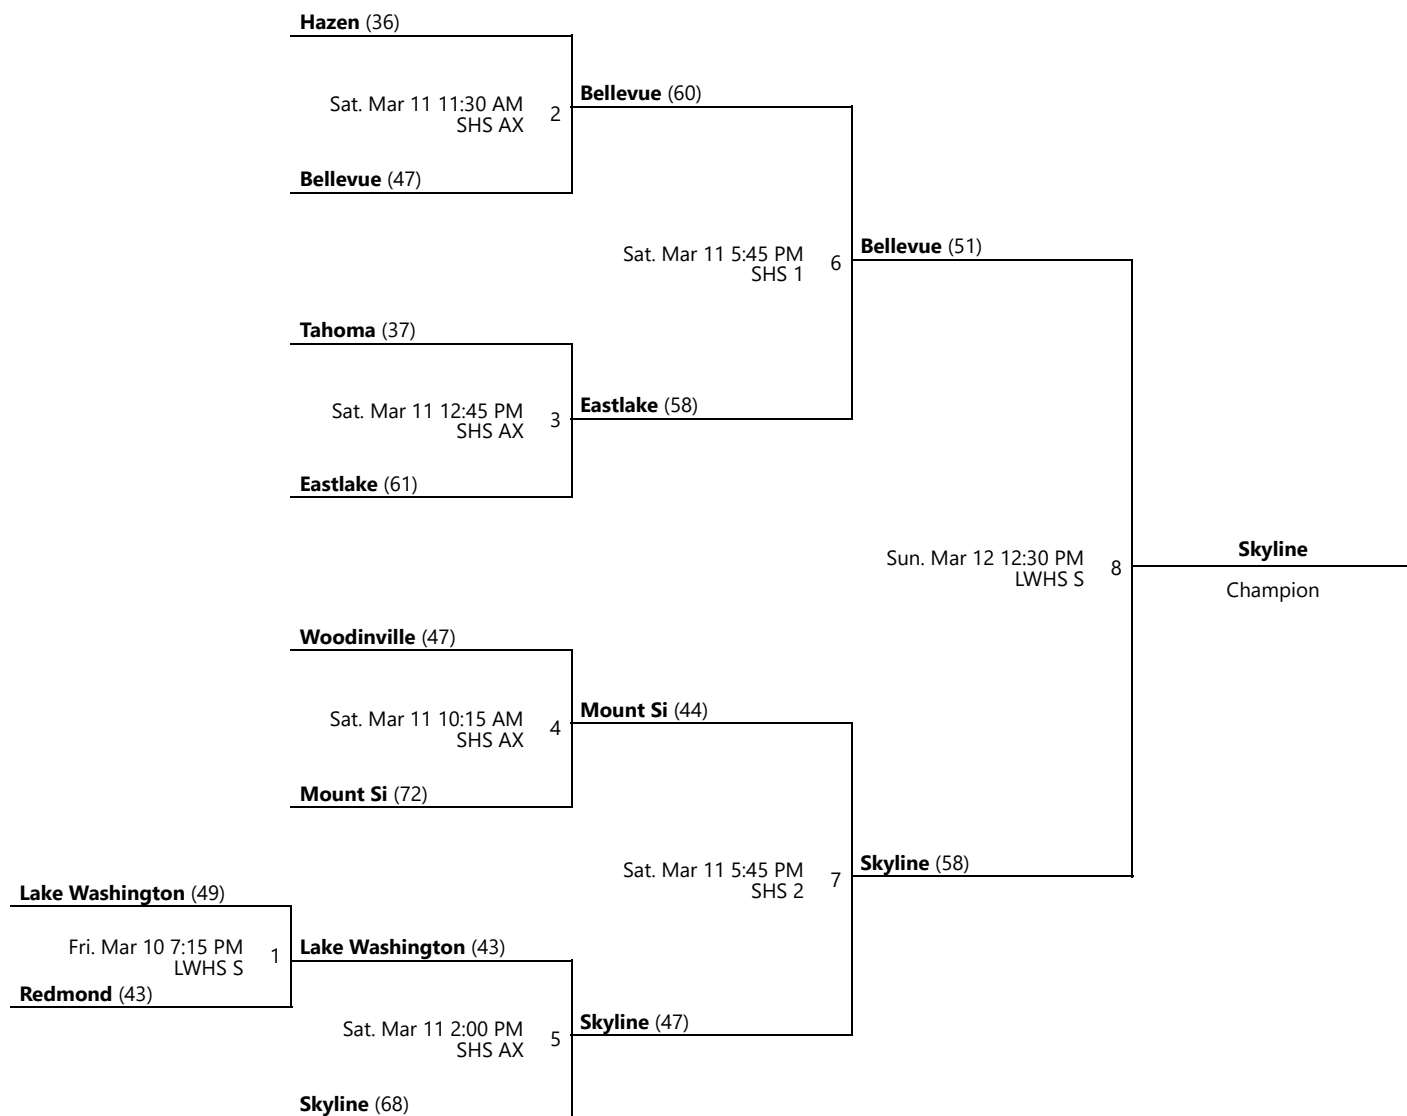 Hazen (36)
Sat. Mar 11 11:30 AM
SHS AX
2
Bellevue (60)
Bellevue (47)
Sat. Mar 11 5:45 PM
SHS 1
6
Bellevue (51)
Tahoma (37)
Sat. Mar 11 12:45 PM
SHS AX
3
Eastlake (58)
Eastlake (61)
Sun. Mar 12 12:30 PM
LWHS S
8
Skyline
Champion
Woodinville (47)
Sat. Mar 11 10:15 AM
SHS AX
4
Mount Si (44)
Mount Si (72)
Sat. Mar 11 5:45 PM
SHS 2
7
Skyline (58)
Lake Washington (49)
Fri. Mar 10 7:15 PM
LWHS S
1
Lake Washington (43)
Redmond (43)
Sat. Mar 11 2:00 PM
SHS AX
5
Skyline (47)
Skyline (68)